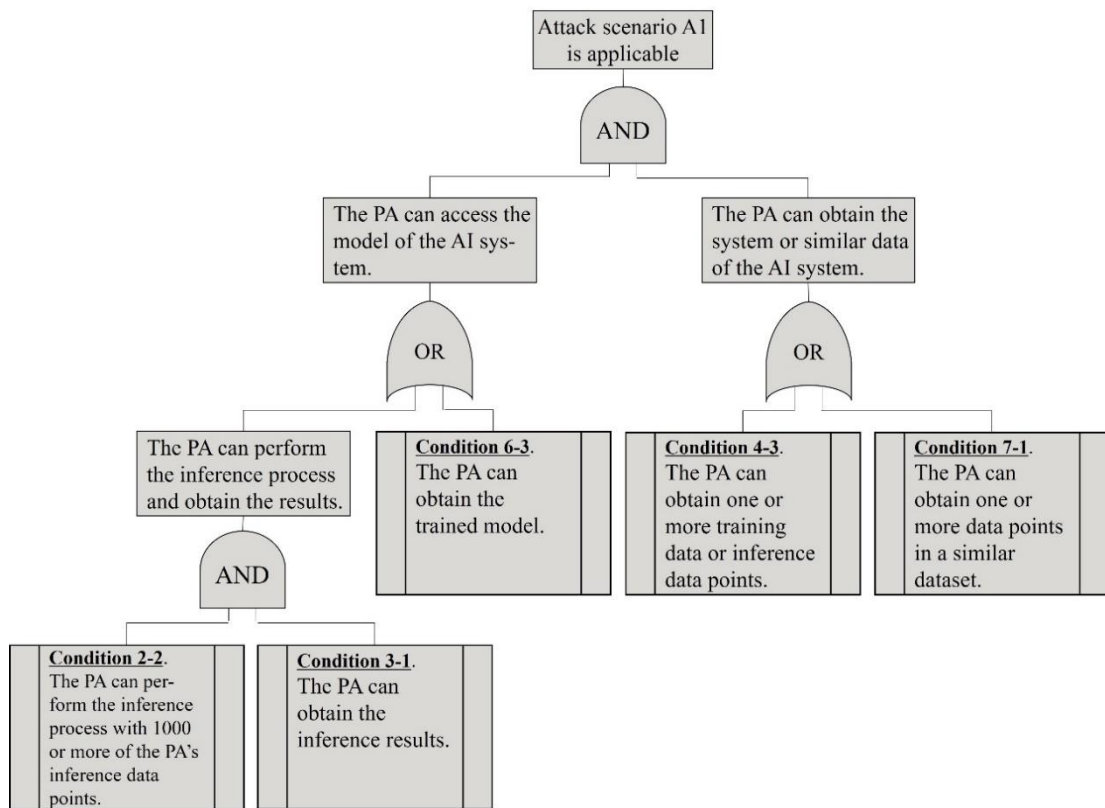 Attack scenario A1
is applicable
AND
The PA can access the
model of the AI sys-
tem.
The PA can obtain the
system or similar data
of the AI system.
OR
OR
The PA can perform
the inference process
and obtain the results.
Condition 6-3.
The PA can
obtain the
trained model.
Condition 4-3.
The PA can
obtain one or
more training
data or inference
data points.
Condition 7-1.
The PA can
obtain one or
more data points
in a similar
dataset.
AND
Condition 2-2.
The PA can per-
form the inference
process with 1000
or more of the PA’s
inference data
points.
Condition 3-1.
The PA can
obtain the
inference results.